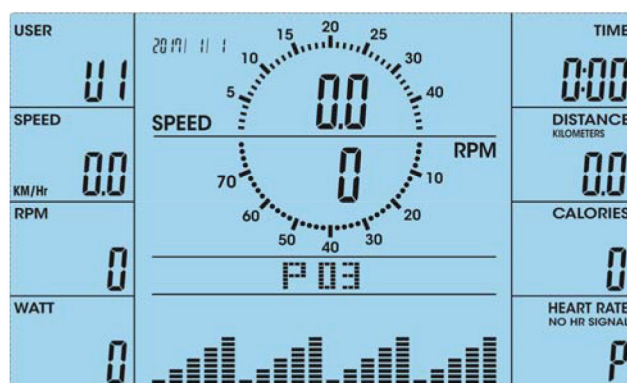 USER
U1
SPEED
KM/Hr 0.0
RPM
0
WATT
0
2017/ 1/ 1
5 10 15 20 25 30 40
SPEED
0.0
RPM
0
70 60 50 40 30 20 10
P03
TIME
0:00
DISTANCE
KILOMETERS
0.0
CALORIES
0
HEART RATE
NO HR SIGNAL
P